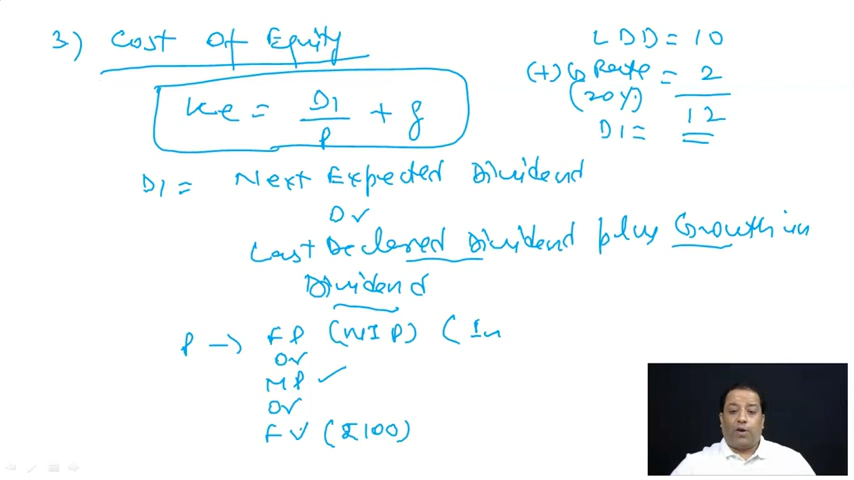 3) Cost Of Equity
Ke = D1/P + g
LDD = 10
(+) G Rate = 2
(20%)
D1 = 12
D1 = Next Expected Dividend
Or
Last Declared Dividend plus Growth in
Dividend
P → FP (NIP) ( In
Or
MP ✓
Or
FV (₹100)